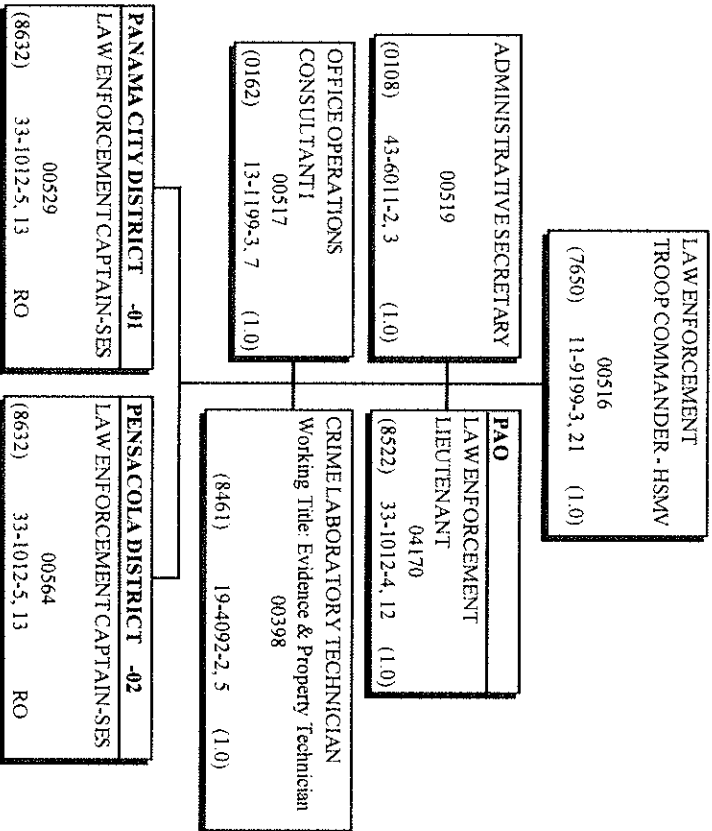 LAW ENFORCEMENT
TROOP COMMANDER - HSMV
00516
(7650) 11-9199-3, 21 (1.0)
ADMINISTRATIVE SECRETARY
00519
(0108) 43-6011-2, 3 (1.0)
PAO
LAW ENFORCEMENT
LIEUTENANT
04170
(8522) 33-1012-4, 12 (1.0)
OFFICE OPERATIONS
CONSULTANT I
00517
(0162) 13-1199-3, 7 (1.0)
CRIME LABORATORY TECHNICIAN
Working Title: Evidence & Property Technician
00398
(8461) 19-4092-2, 5 (1.0)
PANAMA CITY DISTRICT -01
LAW ENFORCEMENT CAPTAIN-SES
00529
(8632) 33-1012-5, 13 RO
PENSACOLA DISTRICT -02
LAW ENFORCEMENT CAPTAIN-SES
00564
(8632) 33-1012-5, 13 RO